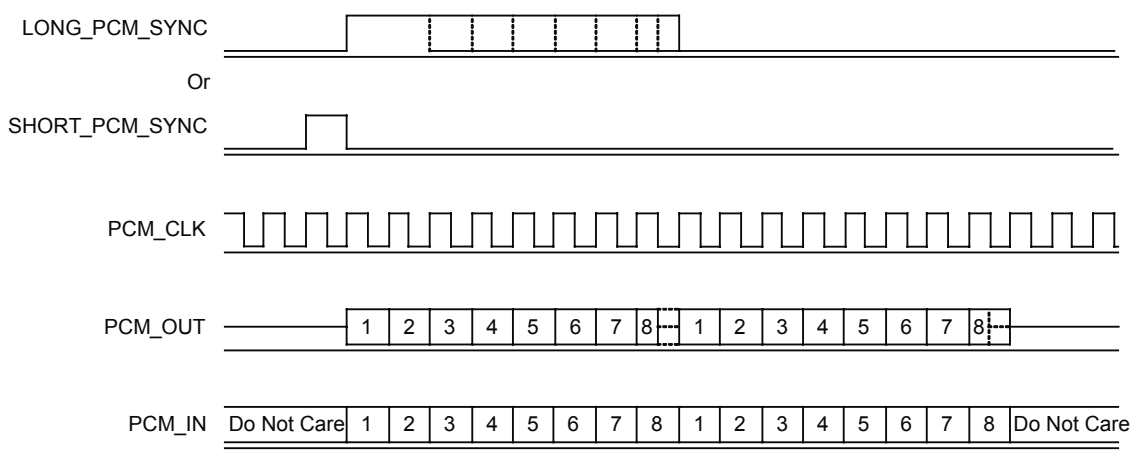 LONG_PCM_SYNC
Or
SHORT_PCM_SYNC
PCM_CLK
PCM_OUT 1 2 3 4 5 6 7 8 1 2 3 4 5 6 7 8
PCM_IN Do Not Care 1 2 3 4 5 6 7 8 1 2 3 4 5 6 7 8 Do Not Care